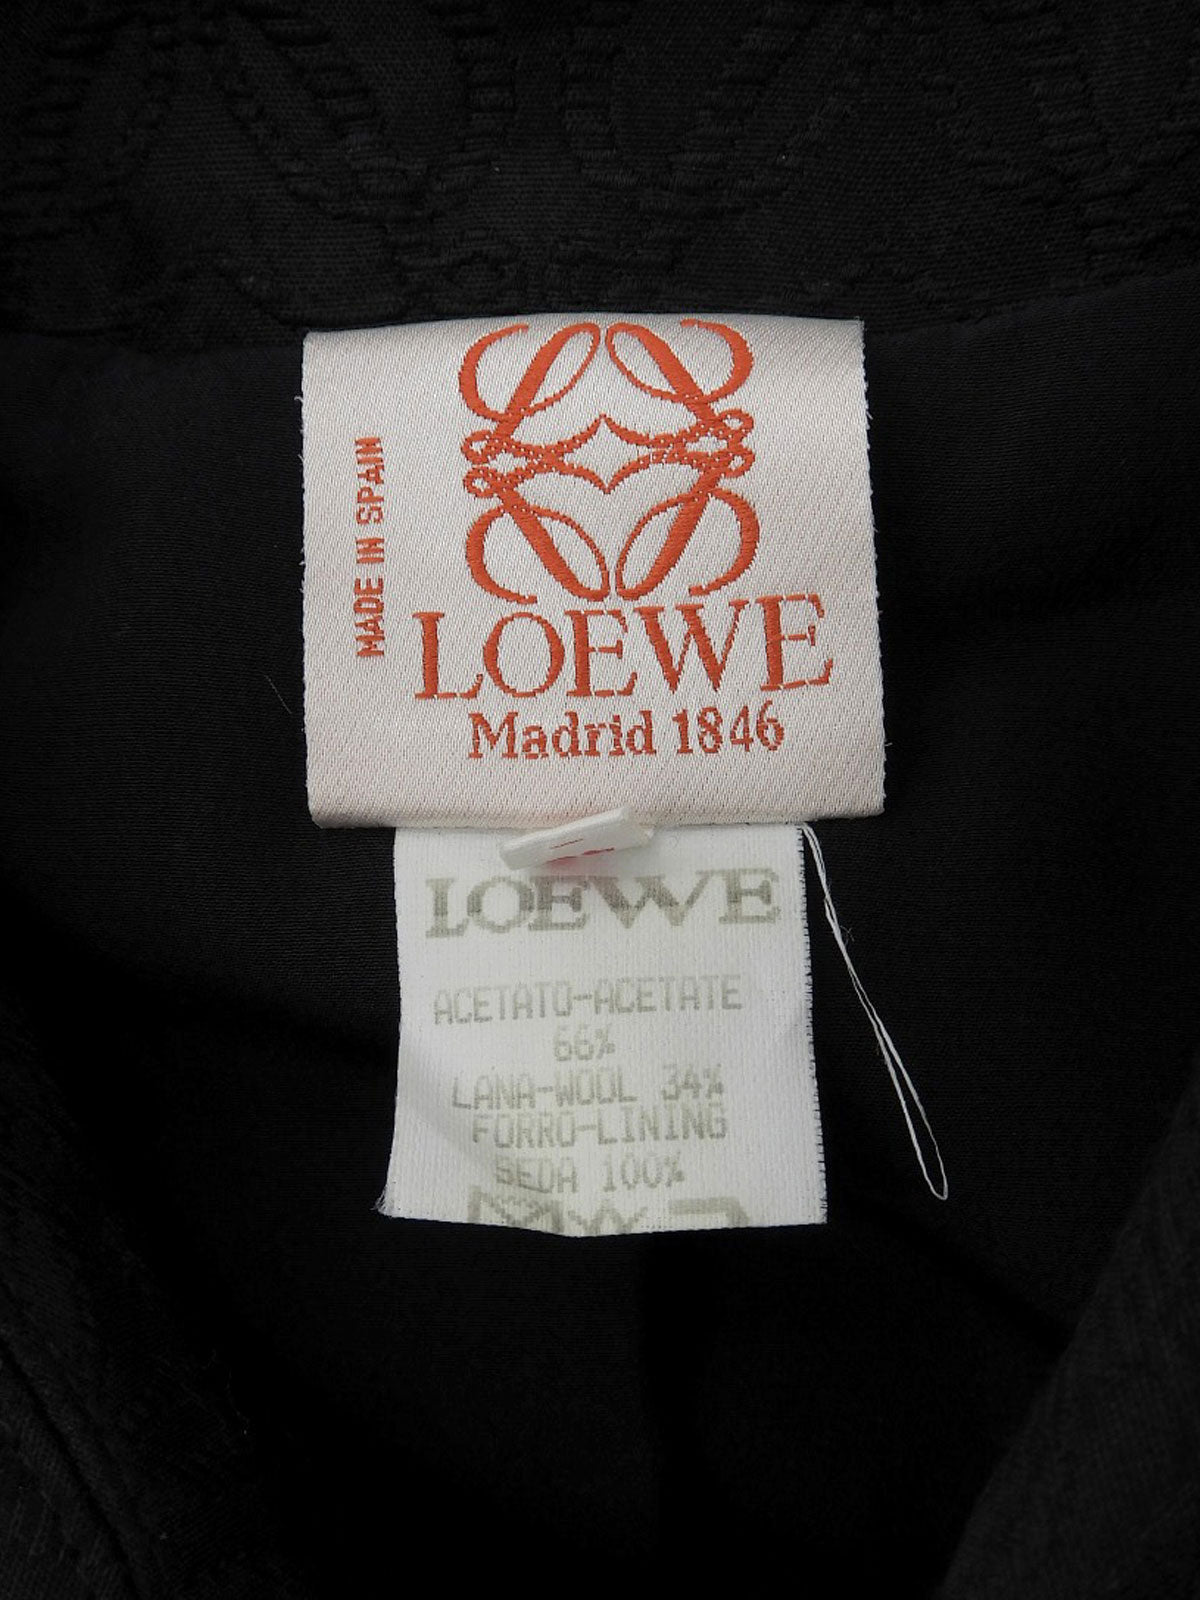 MADE IN SPAIN
LOEWE
Madrid 1846
LOEWE
ACETATO-ACETATE
66%
LANA-WOOL 34%
FORRO-LINING
SEDA 100%